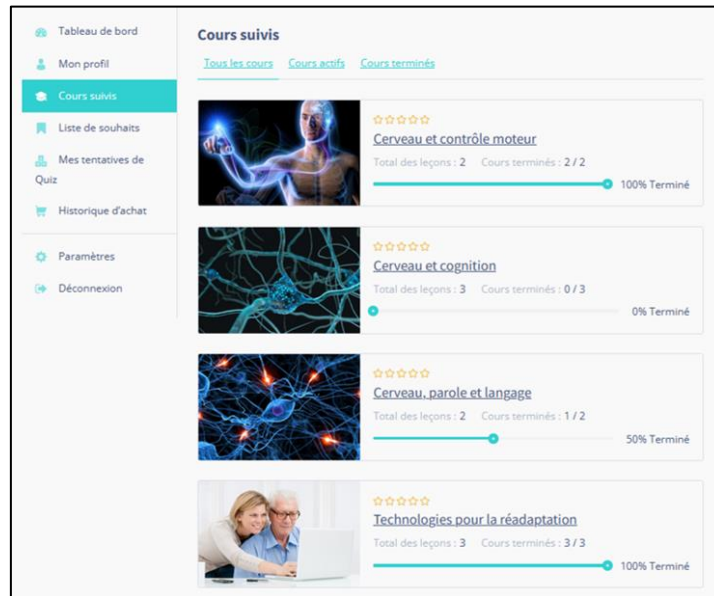 Tableau de bord
Mon profil
Cours suivis
Liste de souhaits
Mes tentatives de
Quiz
Historique d'achat
Paramètres
Déconnexion
Cours suivis
Tous les cours Cours actifs Cours terminés
Cerveau et contrôle moteur
Total des leçons : 2 Cours terminés : 2 / 2
100% Terminé
Cerveau et cognition
Total des leçons : 3 Cours terminés : 0 / 3
0% Terminé
Cerveau, parole et langage
Total des leçons : 2 Cours terminés : 1 / 2
50% Terminé
Technologies pour la réadaptation
Total des leçons : 3 Cours terminés : 3 / 3
100% Terminé